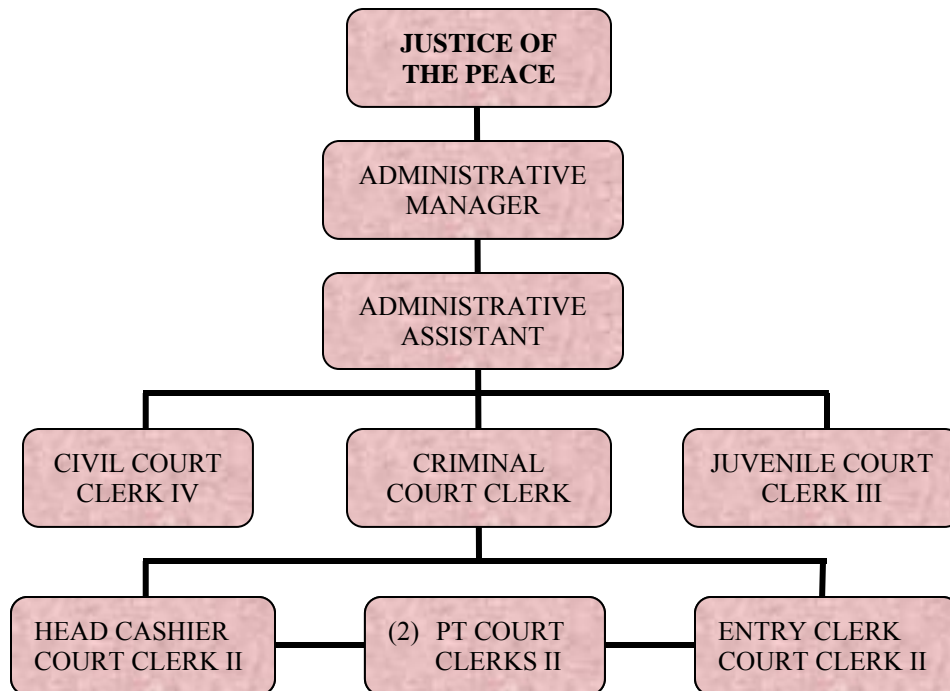 JUSTICE OF
THE PEACE
ADMINISTRATIVE
MANAGER
ADMINISTRATIVE
ASSISTANT
CIVIL COURT
CLERK IV
CRIMINAL
COURT CLERK
JUVENILE COURT
CLERK III
HEAD CASHIER
COURT CLERK II
(2) PT COURT
CLERKS II
ENTRY CLERK
COURT CLERK II